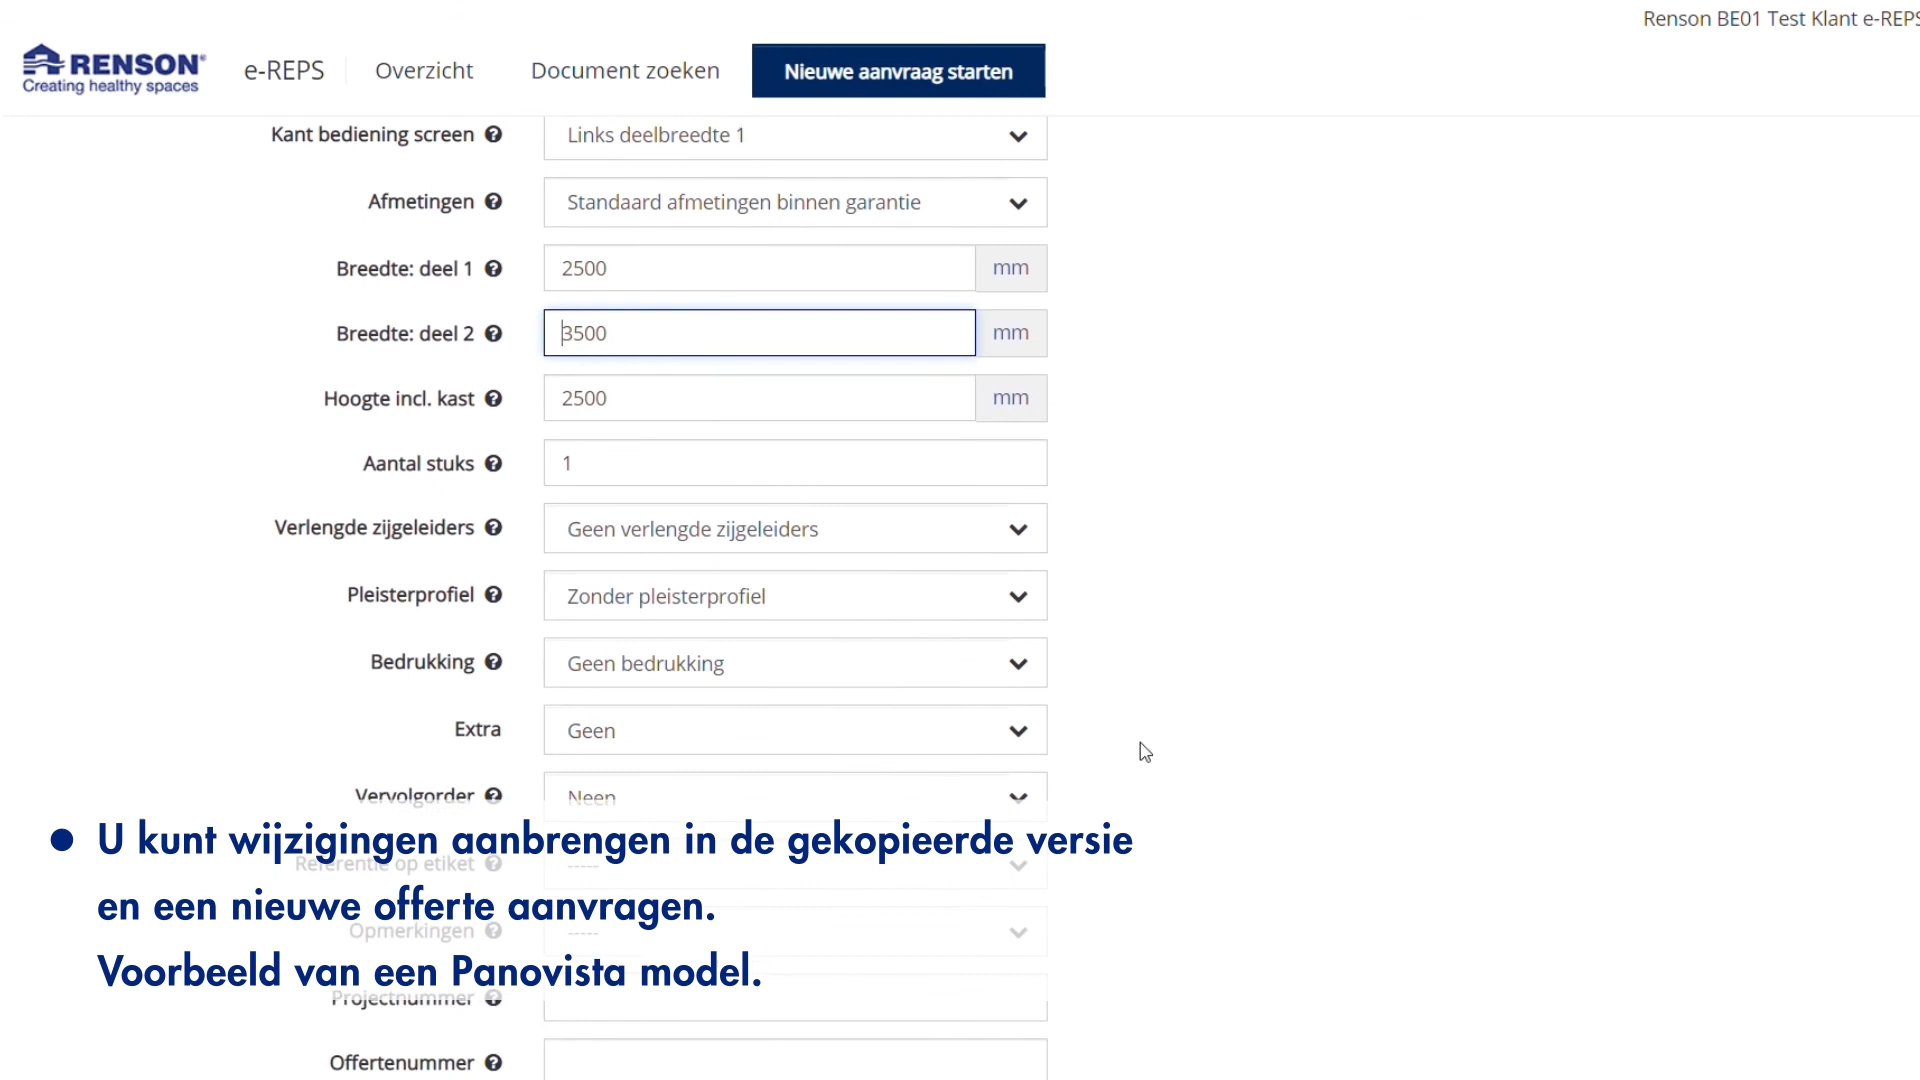 Renson BE01 Test Klant e-REPS
RENSON®
Creating healthy spaces
e-REPS
Overzicht
Document zoeken
Nieuwe aanvraag starten
Kant bediening screen ? Links deelbreedte 1
Afmetingen ? Standaard afmetingen binnen garantie
Breedte: deel 1 ? 2500 mm
Breedte: deel 2 ? 3500 mm
Hoogte incl. kast ? 2500 mm
Aantal stuks ? 1
Verlengde zijgeleiders ? Geen verlengde zijgeleiders
Pleisterprofiel ? Zonder pleisterprofiel
Bedrukking ? Geen bedrukking
Extra Geen
Vervolgorder ? Neen
• U kunt wijzigingen aanbrengen in de gekopieerde versie
Referentie op etiket ? -----
en een nieuwe offerte aanvragen.
Opmerkingen ? -----
Voorbeeld van een Panovista model.
Projectnummer ?
Offertenummer ?